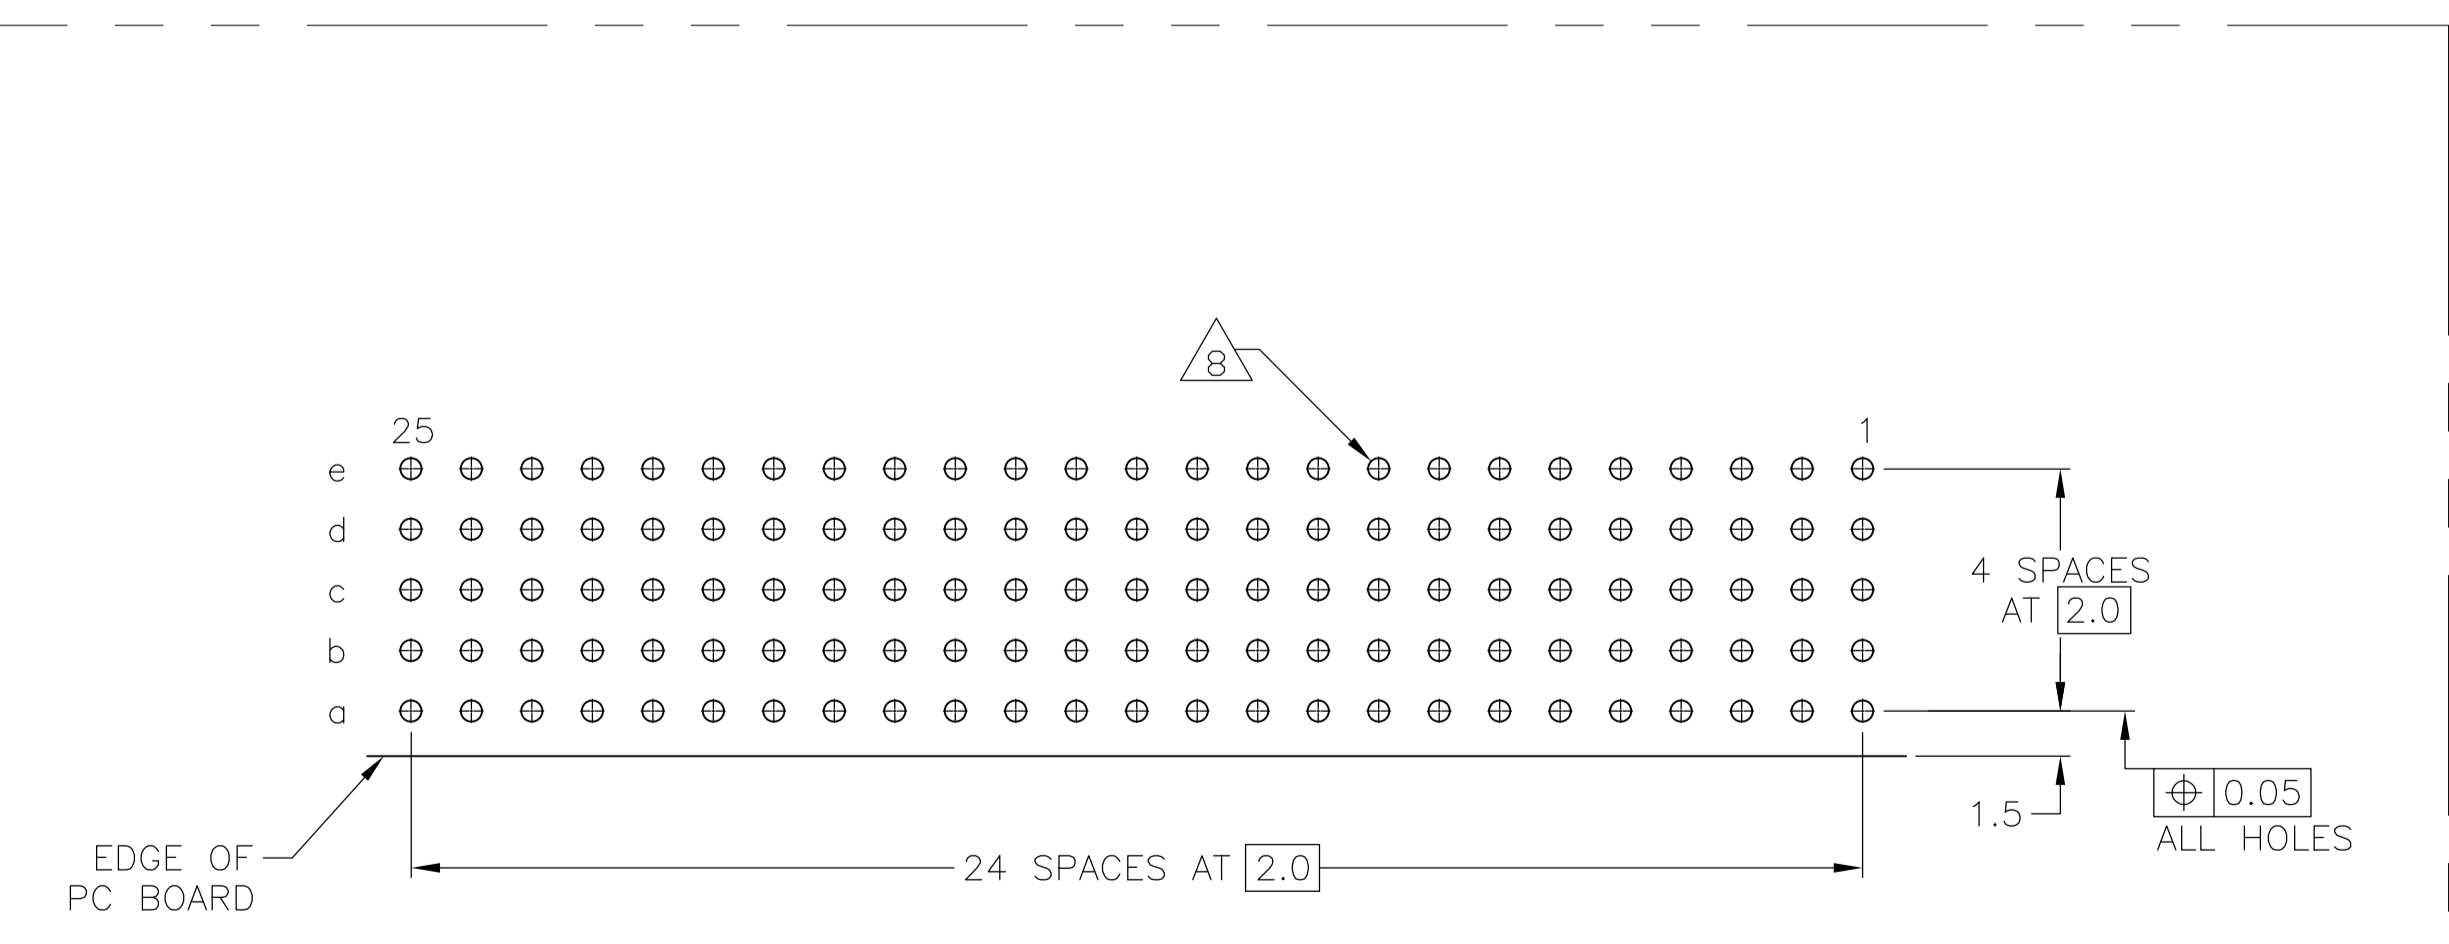 8
25
1
e
d
c
b
a
4 SPACES
AT 2.0
1.5
0.05
ALL HOLES
24 SPACES AT 2.0
EDGE OF
PC BOARD